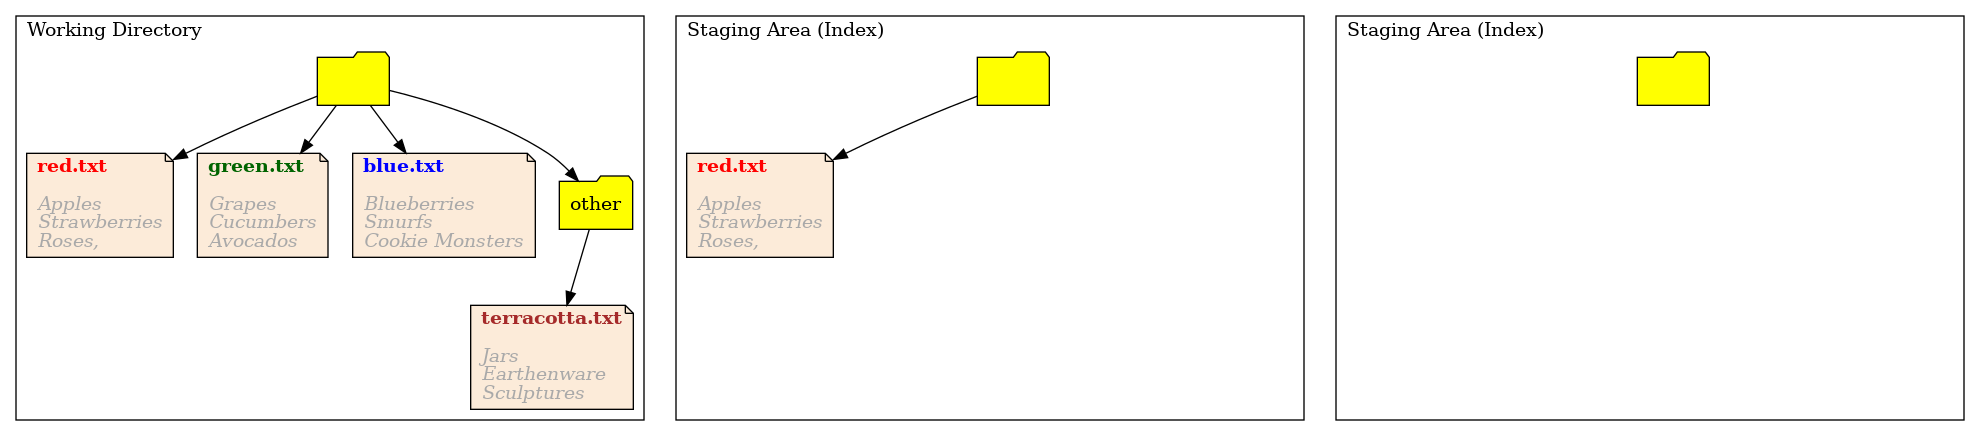 Working Directory
red.txt
Apples
Strawberries
Roses,
green.txt
Grapes
Cucumbers
Avocados
blue.txt
Blueberries
Smurfs
Cookie Monsters
other
terracotta.txt
Jars
Earthenware
Sculptures
Staging Area (Index)
red.txt
Apples
Strawberries
Roses,
Staging Area (Index)